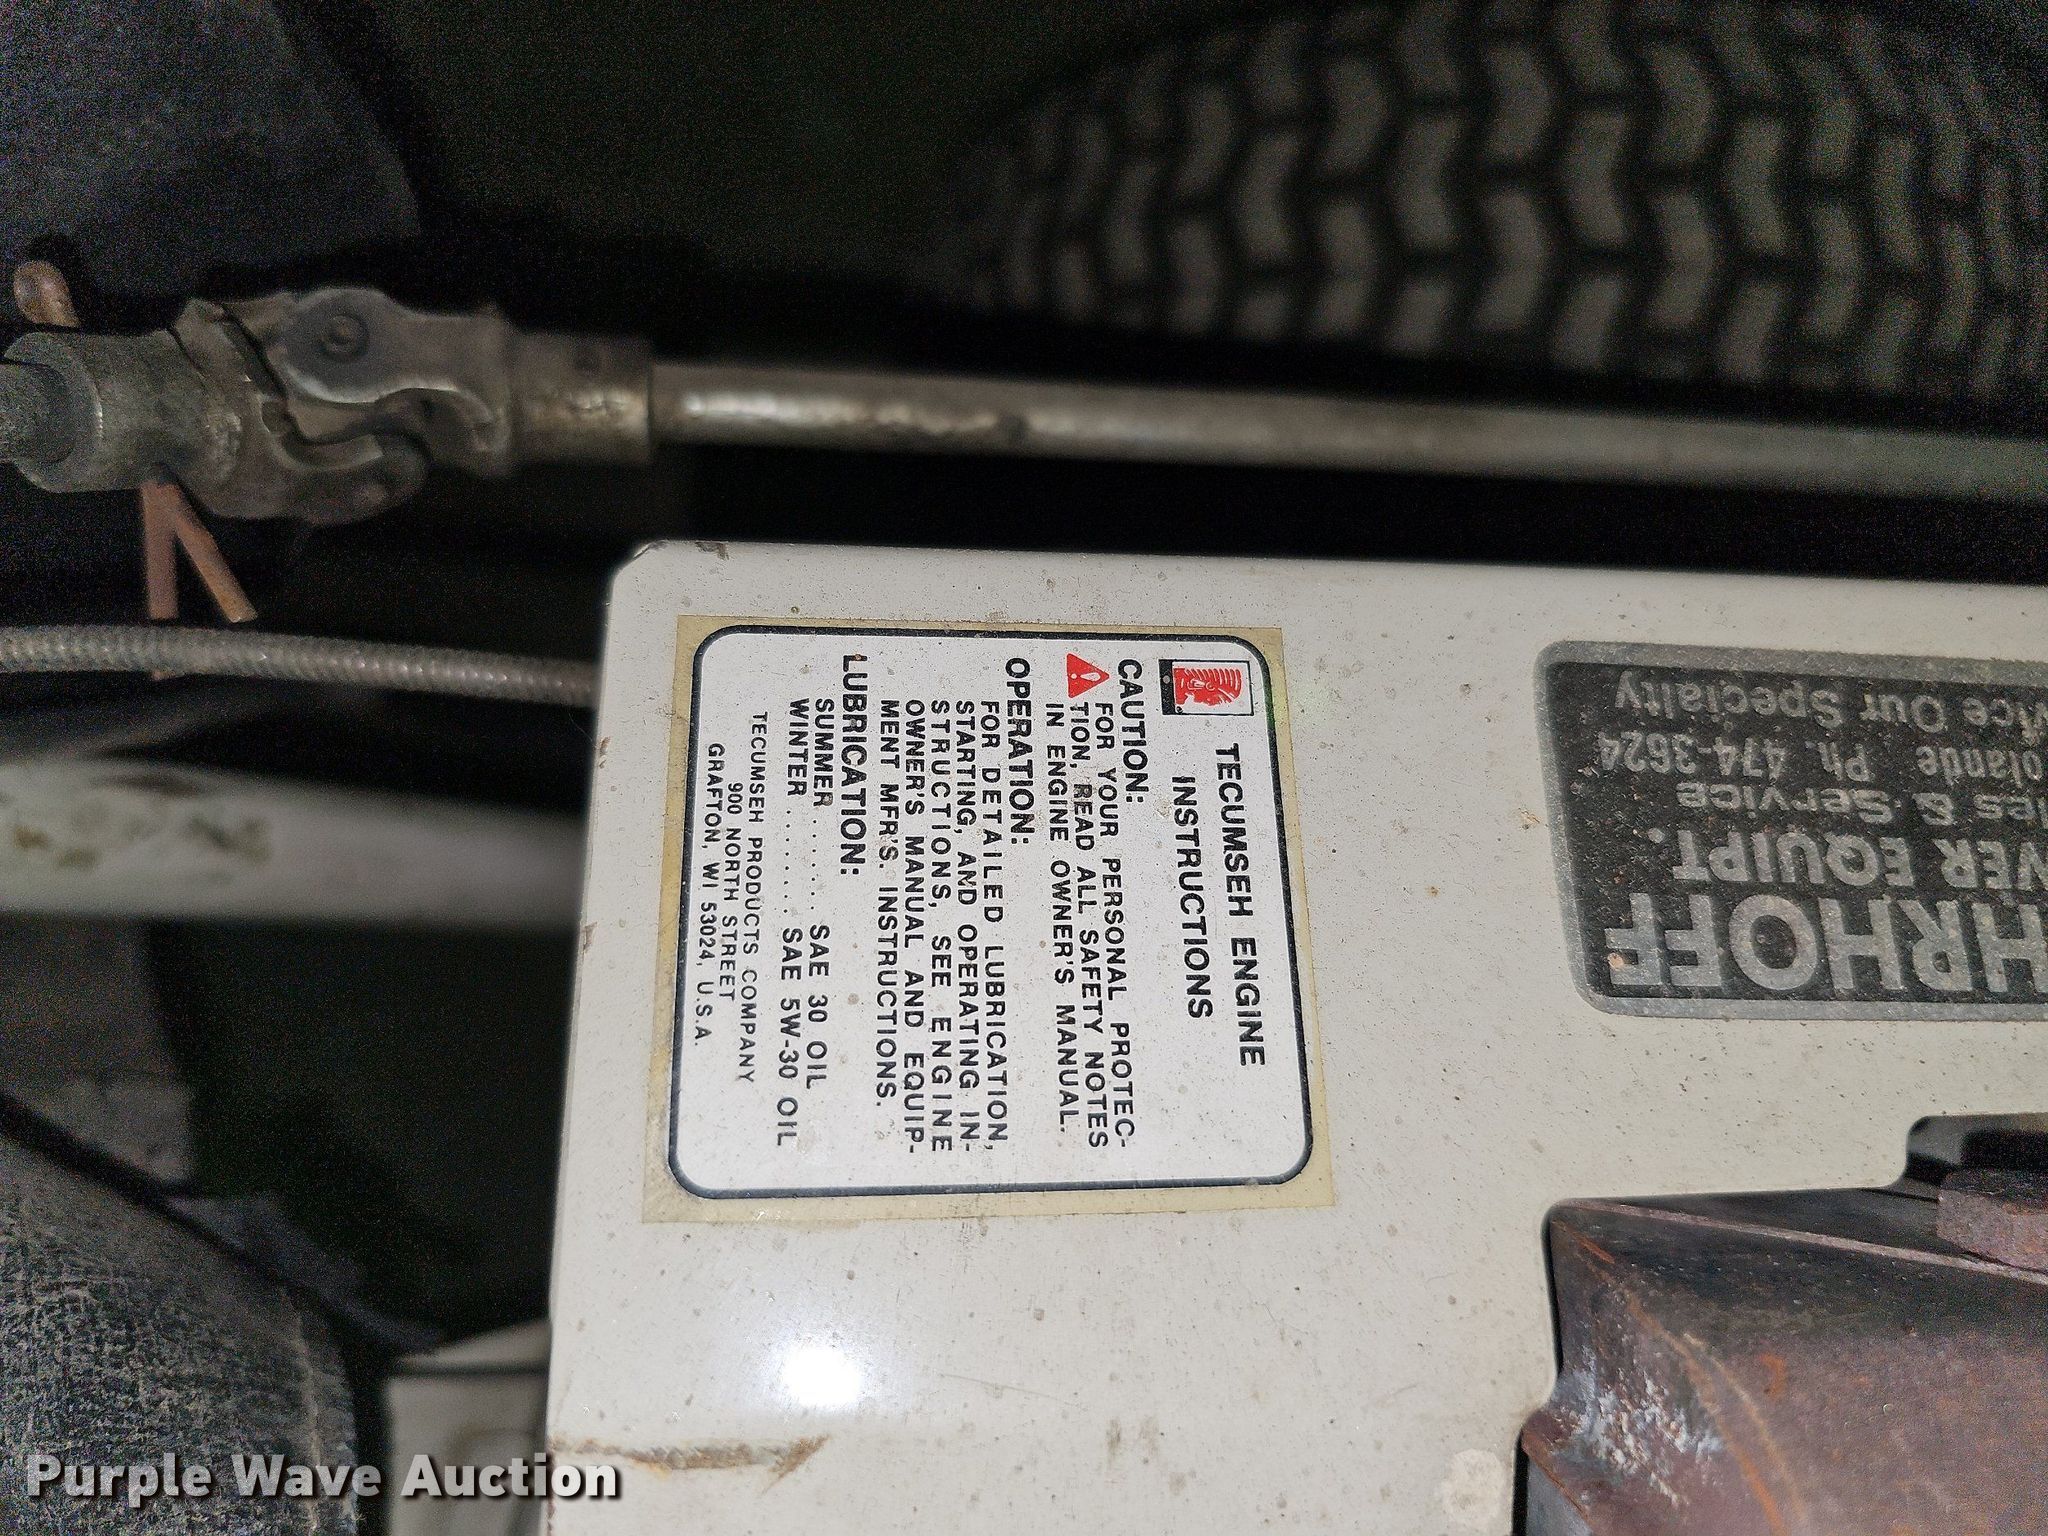 TECUMSEH ENGINE
INSTRUCTIONS
CAUTION:
FOR YOUR PERSONAL PROTEC-
TION, READ ALL SAFETY NOTES
IN ENGINE OWNER'S MANUAL.
OPERATION:
FOR DETAILED LUBRICATION,
STARTING, AND OPERATING IN-
STRUCTIONS, SEE ENGINE
OWNER'S MANUAL AND EQUIP-
MENT MFR'S. INSTRUCTIONS.
LUBRICATION:
SUMMER ....... SAE 30 OIL
WINTER ........ SAE 5W-30 OIL
TECUMSEH PRODUCTS COMPANY
900 NORTH STREET
GRAFTON, WI 53024, U.S.A.
HRHOFF
WER EQUIPT.
es & Service
olande Ph. 474-3624
vice Our Specialty
Purple Wave Auction